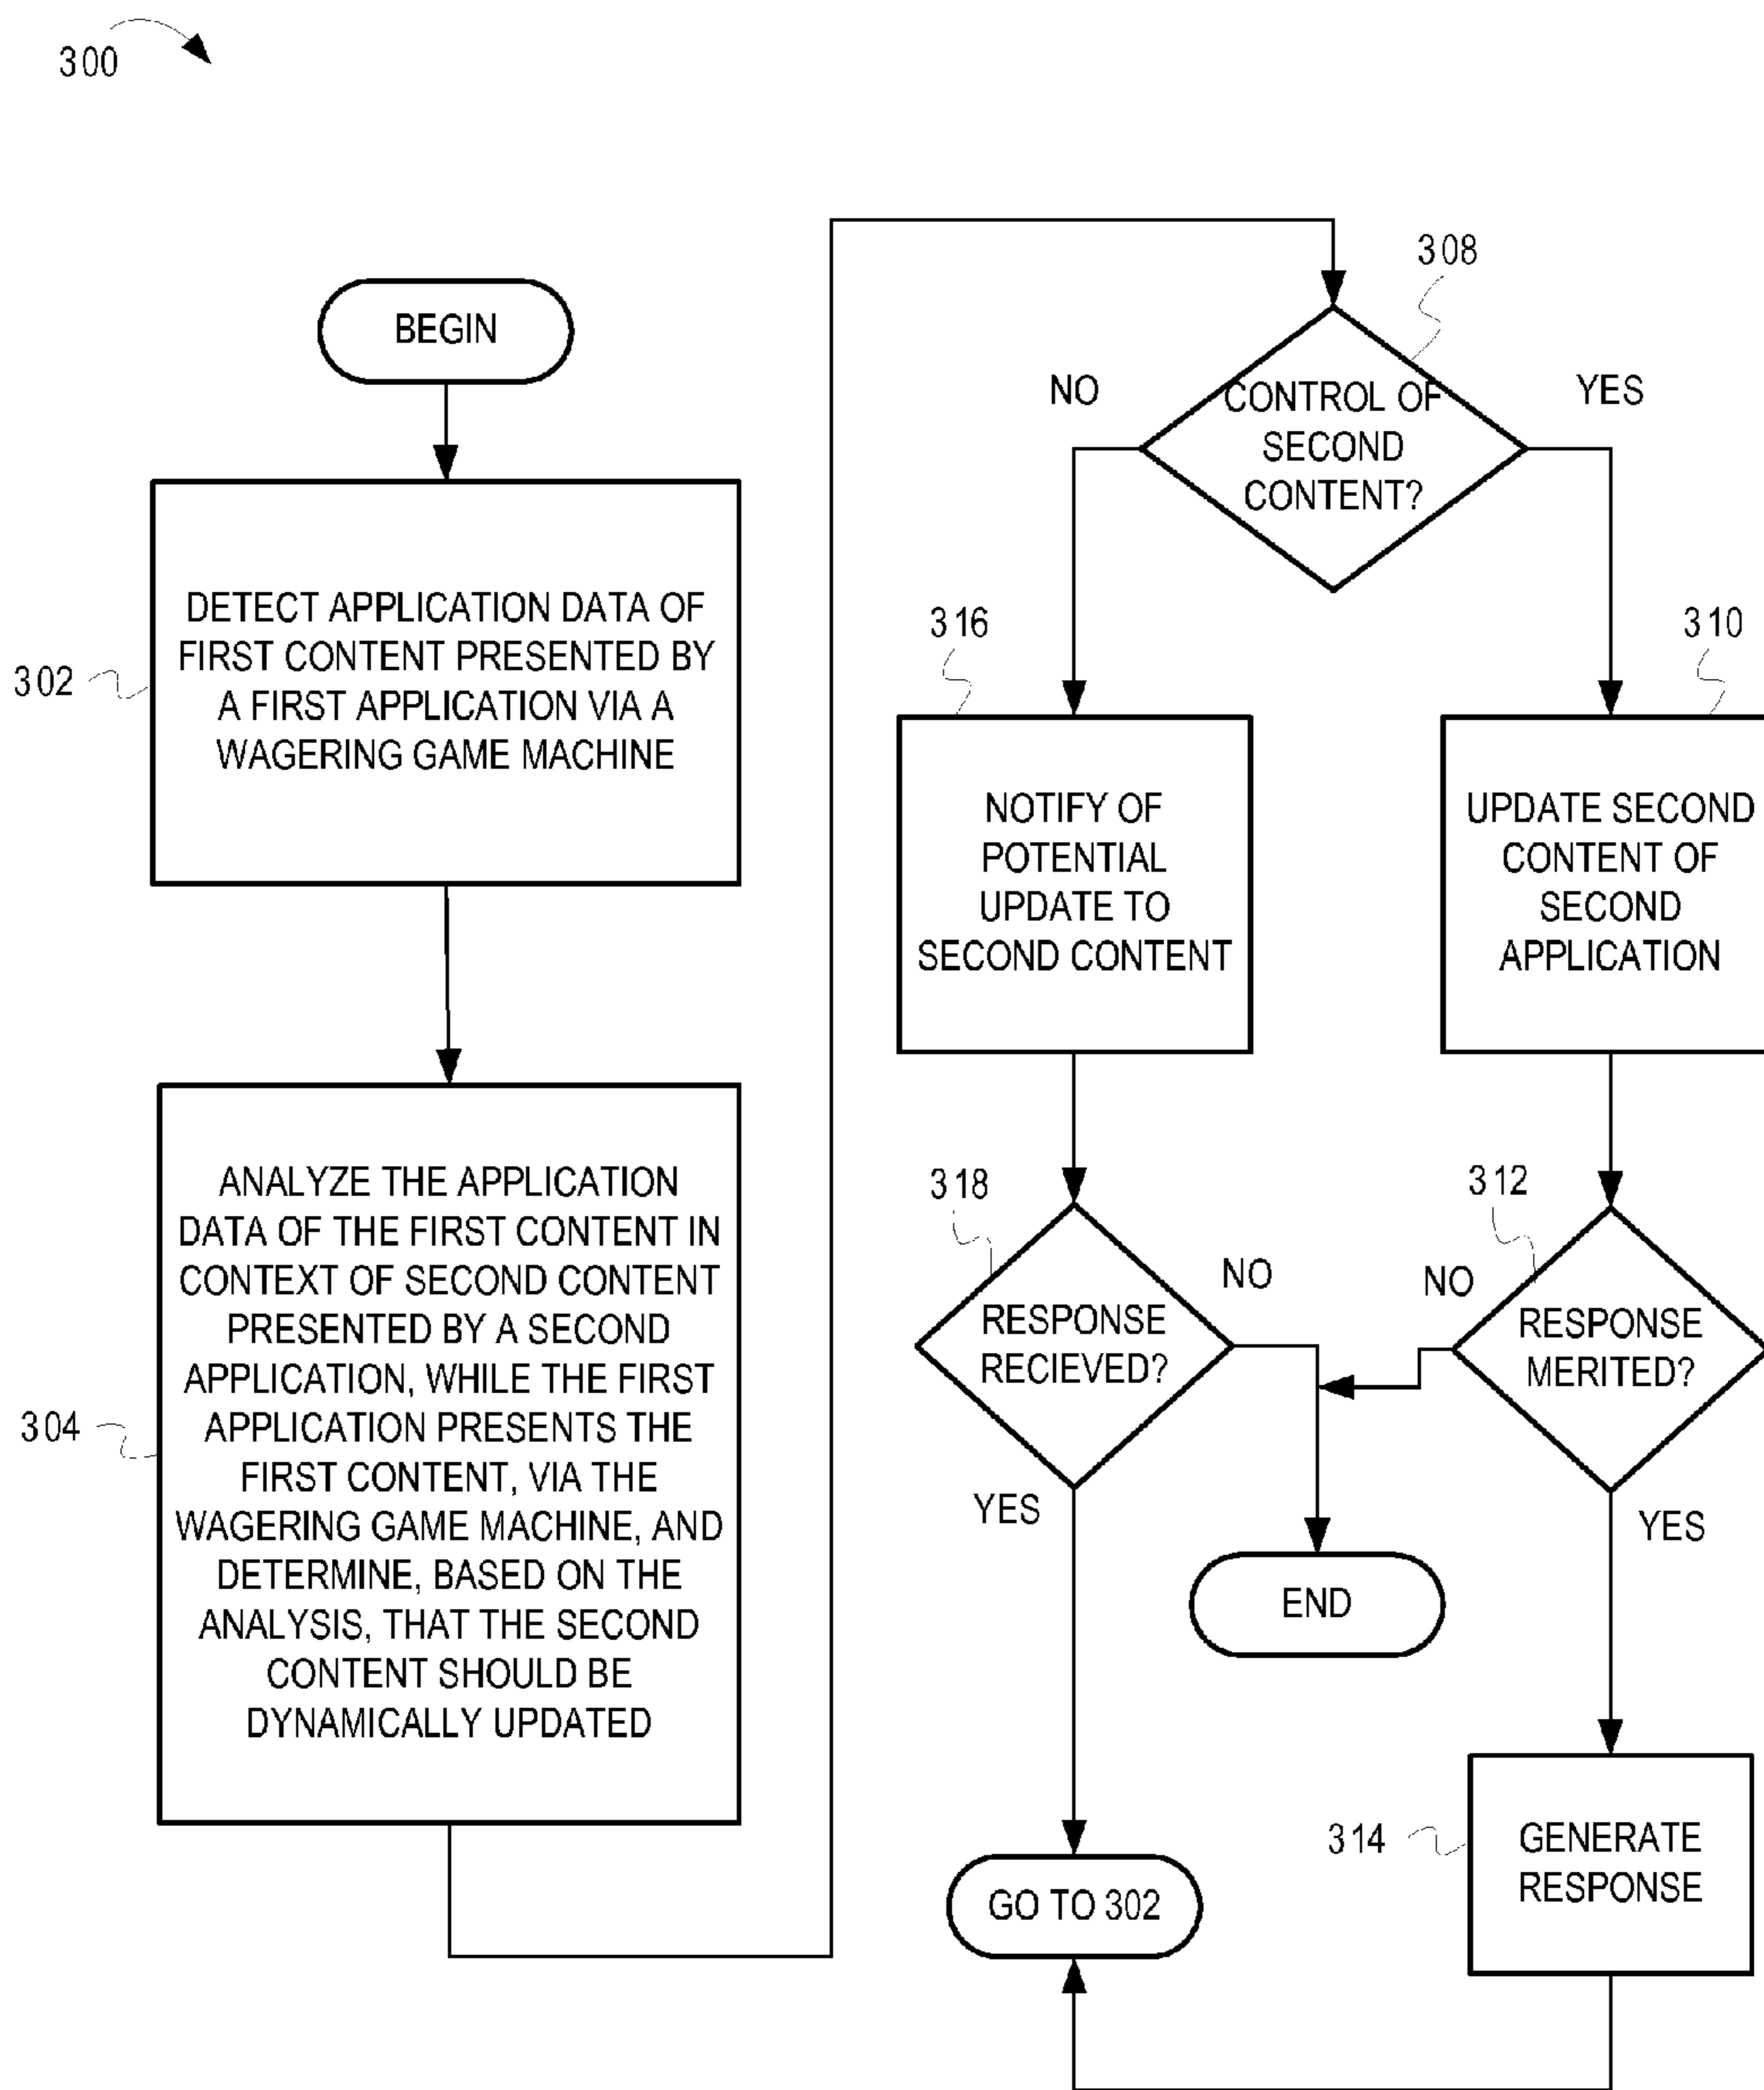 300
BEGIN
302
DETECT APPLICATION DATA OF
FIRST CONTENT PRESENTED BY
A FIRST APPLICATION VIA A
WAGERING GAME MACHINE
304
ANALYZE THE APPLICATION
DATA OF THE FIRST CONTENT IN
CONTEXT OF SECOND CONTENT
PRESENTED BY A SECOND
APPLICATION, WHILE THE FIRST
APPLICATION PRESENTS THE
FIRST CONTENT, VIA THE
WAGERING GAME MACHINE, AND
DETERMINE, BASED ON THE
ANALYSIS, THAT THE SECOND
CONTENT SHOULD BE
DYNAMICALLY UPDATED
308
NO
YES
CONTROL OF
SECOND
CONTENT?
316
NOTIFY OF
POTENTIAL
UPDATE TO
SECOND CONTENT
310
UPDATE SECOND
CONTENT OF
SECOND
APPLICATION
318
RESPONSE
RECIEVED?
NO
YES
312
NO
RESPONSE
MERITED?
YES
END
GO TO 302
314
GENERATE
RESPONSE